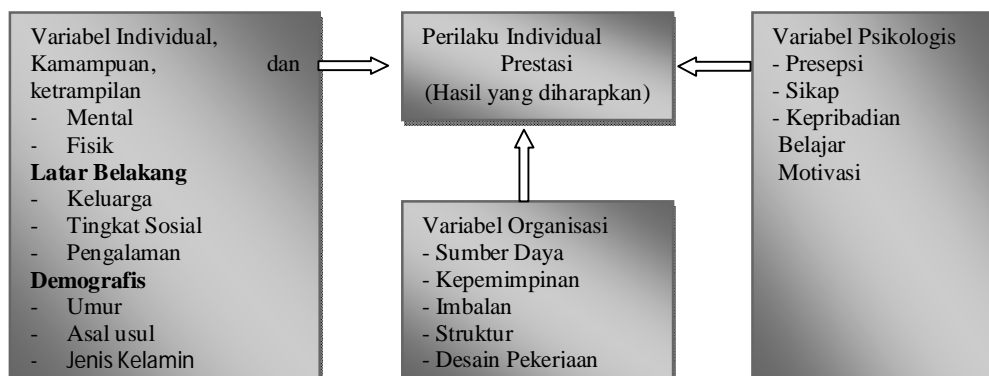 Variabel Individual,
Kamampuan, dan
ketrampilan
- Mental
- Fisik
Latar Belakang
- Keluarga
- Tingkat Sosial
- Pengalaman
Demografis
- Umur
- Asal usul
- Jenis Kelamin
Perilaku Individual
Prestasi
(Hasil yang diharapkan)
Variabel Organisasi
- Sumber Daya
- Kepemimpinan
- Imbalan
- Struktur
- Desain Pekerjaan
Variabel Psikologis
- Presepsi
- Sikap
- Kepribadian
Belajar
Motivasi